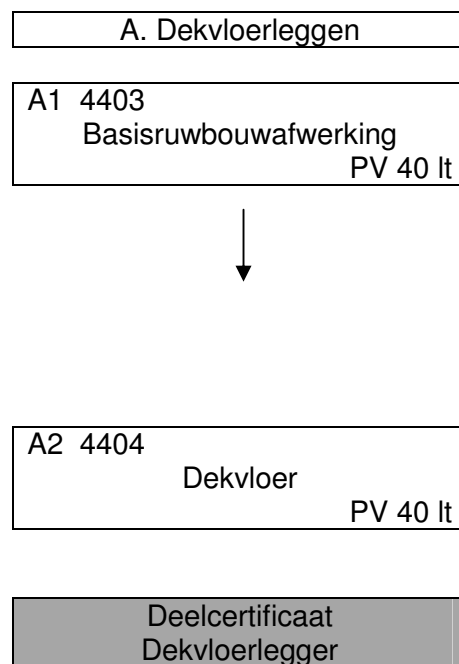 A. Dekvloerleggen
A1 4403
Basisruwbouwafwerking
PV 40 lt
A2 4404
Dekvloer
PV 40 lt
Deelcertificaat
Dekvloerlegger